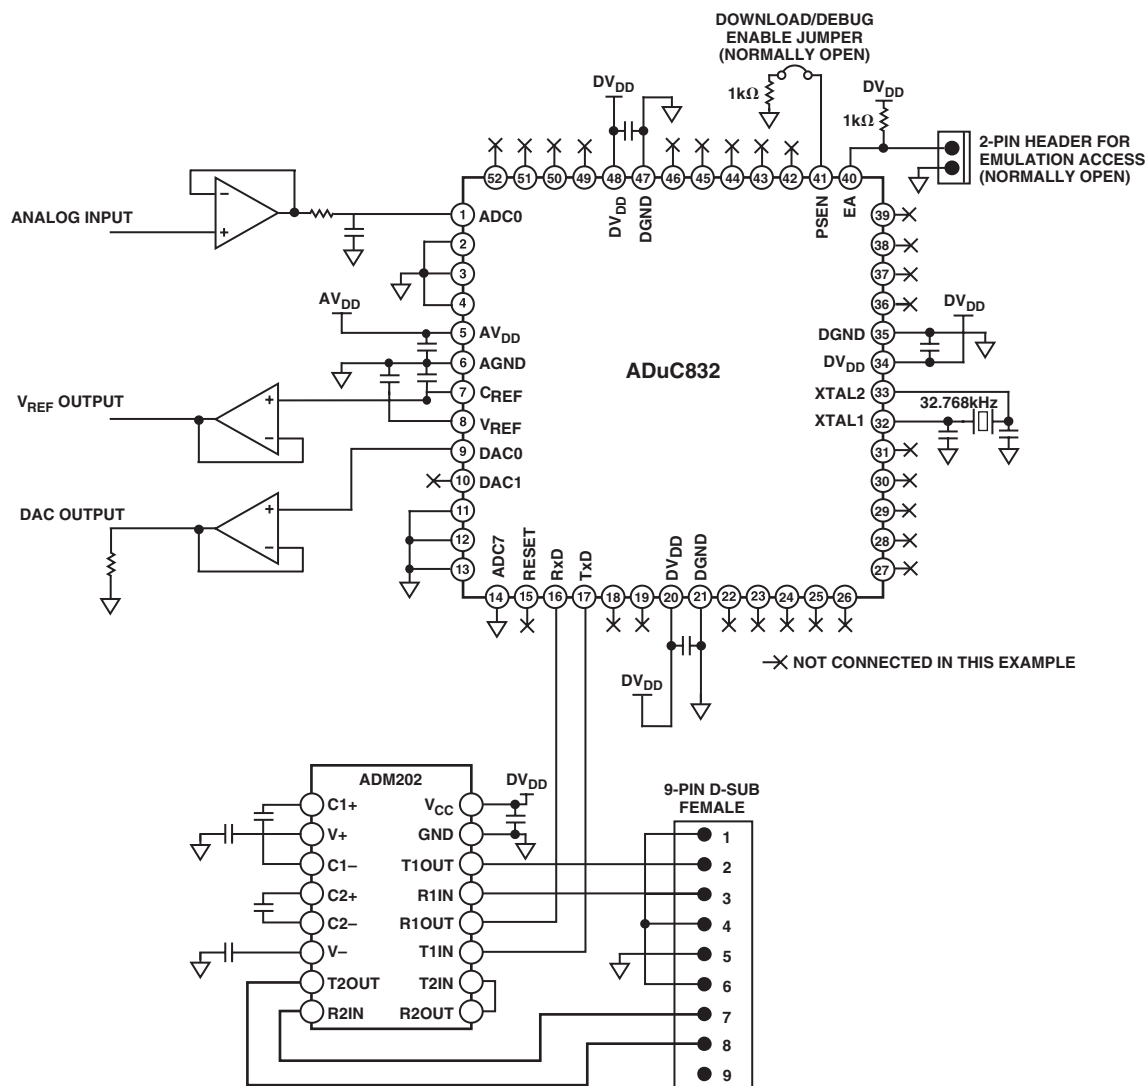 DOWNLOAD/DEBUG
ENABLE JUMPER
(NORMALLY OPEN)
DVDD
1kΩ
DVDD
1kΩ
2-PIN HEADER FOR
EMULATION ACCESS
(NORMALLY OPEN)
52 51 50 49 48 47 46 45 44 43 42 41 40
DVDD DGND PSEN EA
ANALOG INPUT
1 ADC0
2
3
4
AVDD
5 AVDD
6 AGND
7 CREF
VREF OUTPUT
8 VREF
9 DAC0
10 DAC1
DAC OUTPUT
11
12
13
ADuC832
39
38
37
36
DVDD
DGND 35
DVDD 34
XTAL2 33
32.768kHz
XTAL1 32
31
30
29
28
27
ADC7 RESET RxD TxD DVDD DGND
14 15 16 17 18 19 20 21 22 23 24 25 26
NOT CONNECTED IN THIS EXAMPLE
DVDD
ADM202
DVDD
C1+ VCC
V+ GND
C1– T1OUT
C2+ R1IN
C2– R1OUT
V– T1IN
T2OUT T2IN
R2IN R2OUT
9-PIN D-SUB
FEMALE
1
2
3
4
5
6
7
8
9